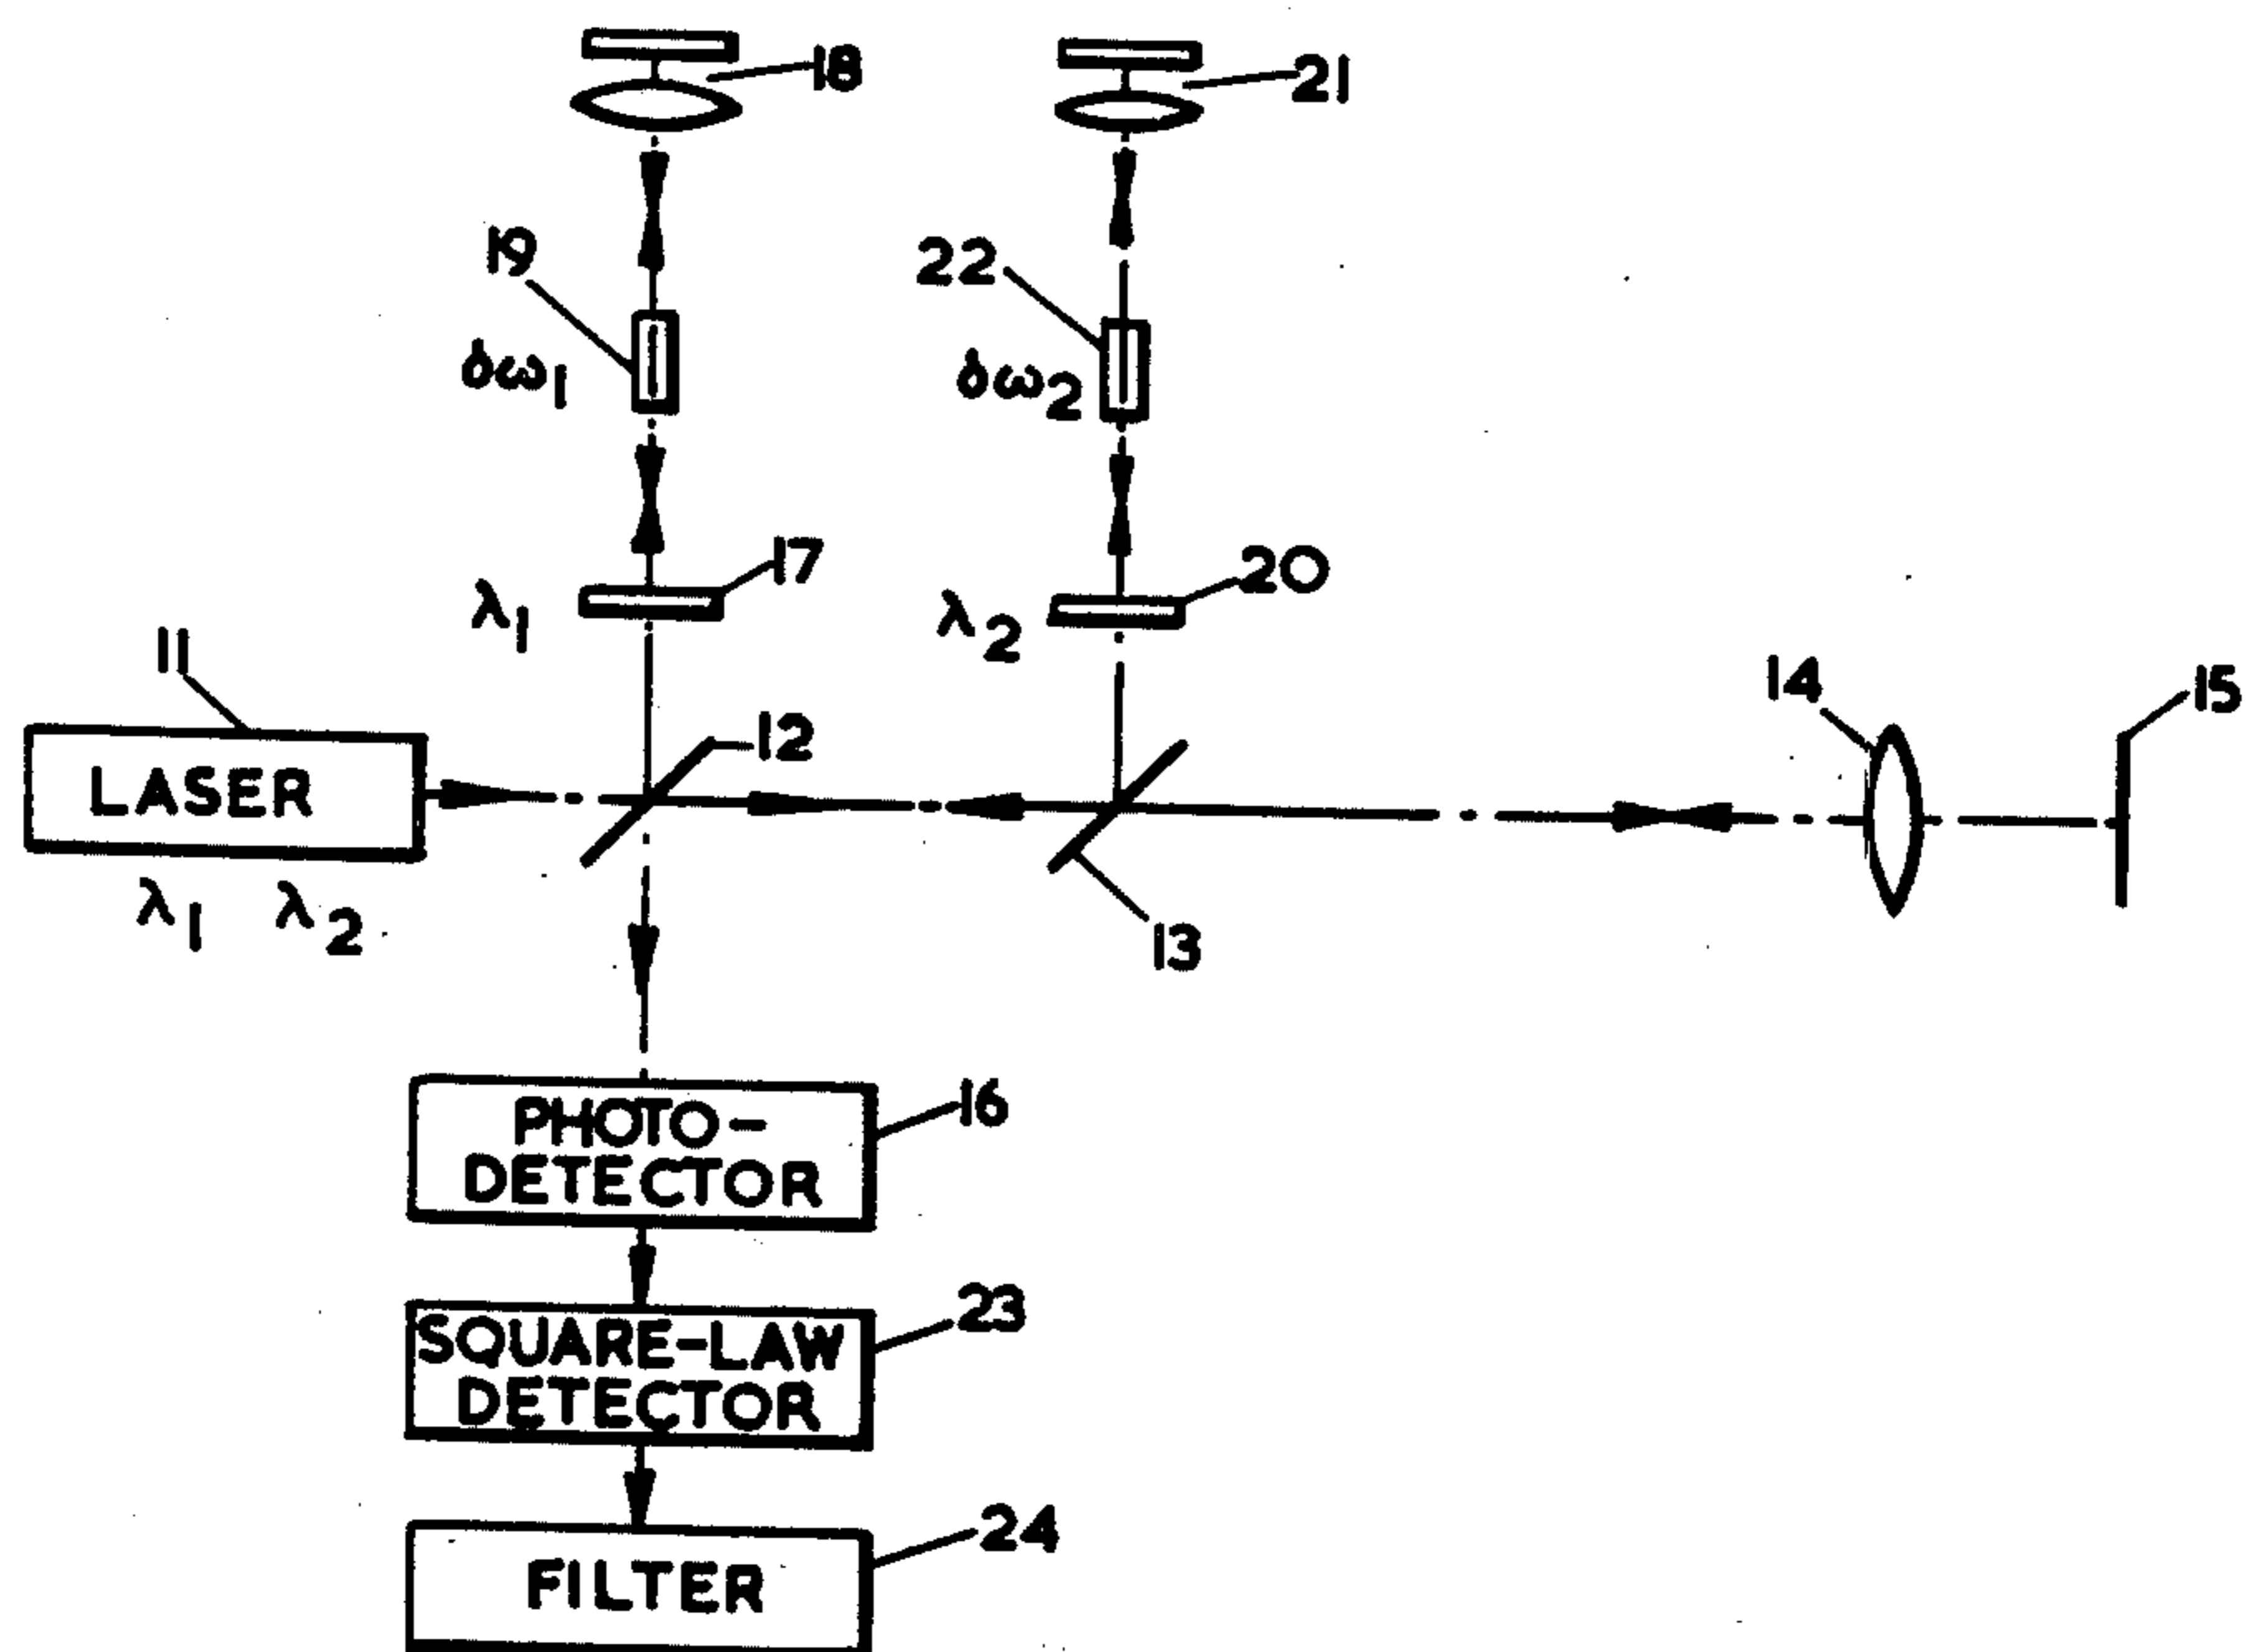 18
21
19
22
δω1
δω2
17
20
λ1
λ2
11
12
14
15
LASER
λ1 λ2
13
PHOTO-
DETECTOR
16
SQUARE-LAW
DETECTOR
23
FILTER
24